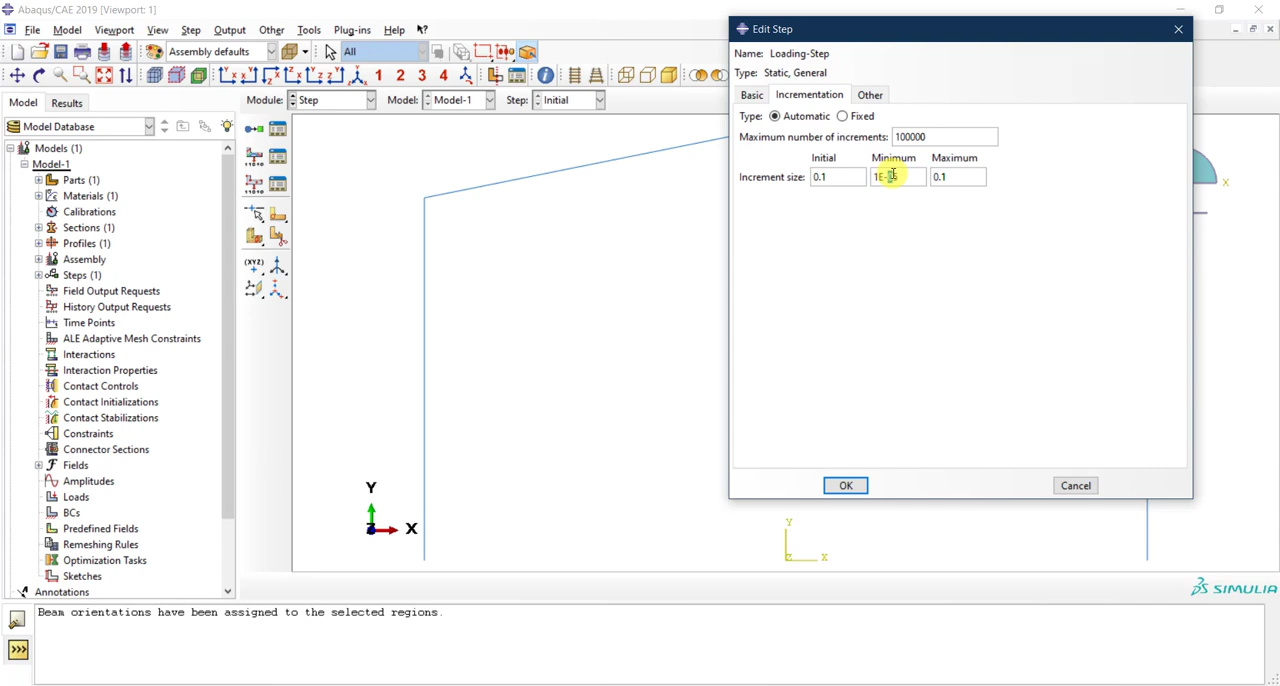 Abaqus/CAE 2019 [Viewport: 1]
File Model Viewport View Step Output Other Tools Plug-ins Help
Assembly defaults All
1 2 3 4
Model Results
Module: Step Model: Model-1 Step: Initial
Model Database
Models (1)
Model-1
Parts (1)
Materials (1)
Calibrations
Sections (1)
Profiles (1)
Assembly
Steps (1)
Field Output Requests
History Output Requests
Time Points
ALE Adaptive Mesh Constraints
Interactions
Interaction Properties
Contact Controls
Contact Initializations
Contact Stabilizations
Constraints
Connector Sections
Fields
Amplitudes
Loads
BCs
Predefined Fields
Remeshing Rules
Optimization Tasks
Sketches
Annotations
(XYZ)
Y
X
Z
Y
X
X
Edit Step
Name: Loading-Step
Type: Static, General
Basic Incrementation Other
Type: Automatic Fixed
Maximum number of increments: 100000
Initial Minimum Maximum
Increment size: 0.1 0.1
OK Cancel
SIMULIA
Beam orientations have been assigned to the selected regions.
>>>